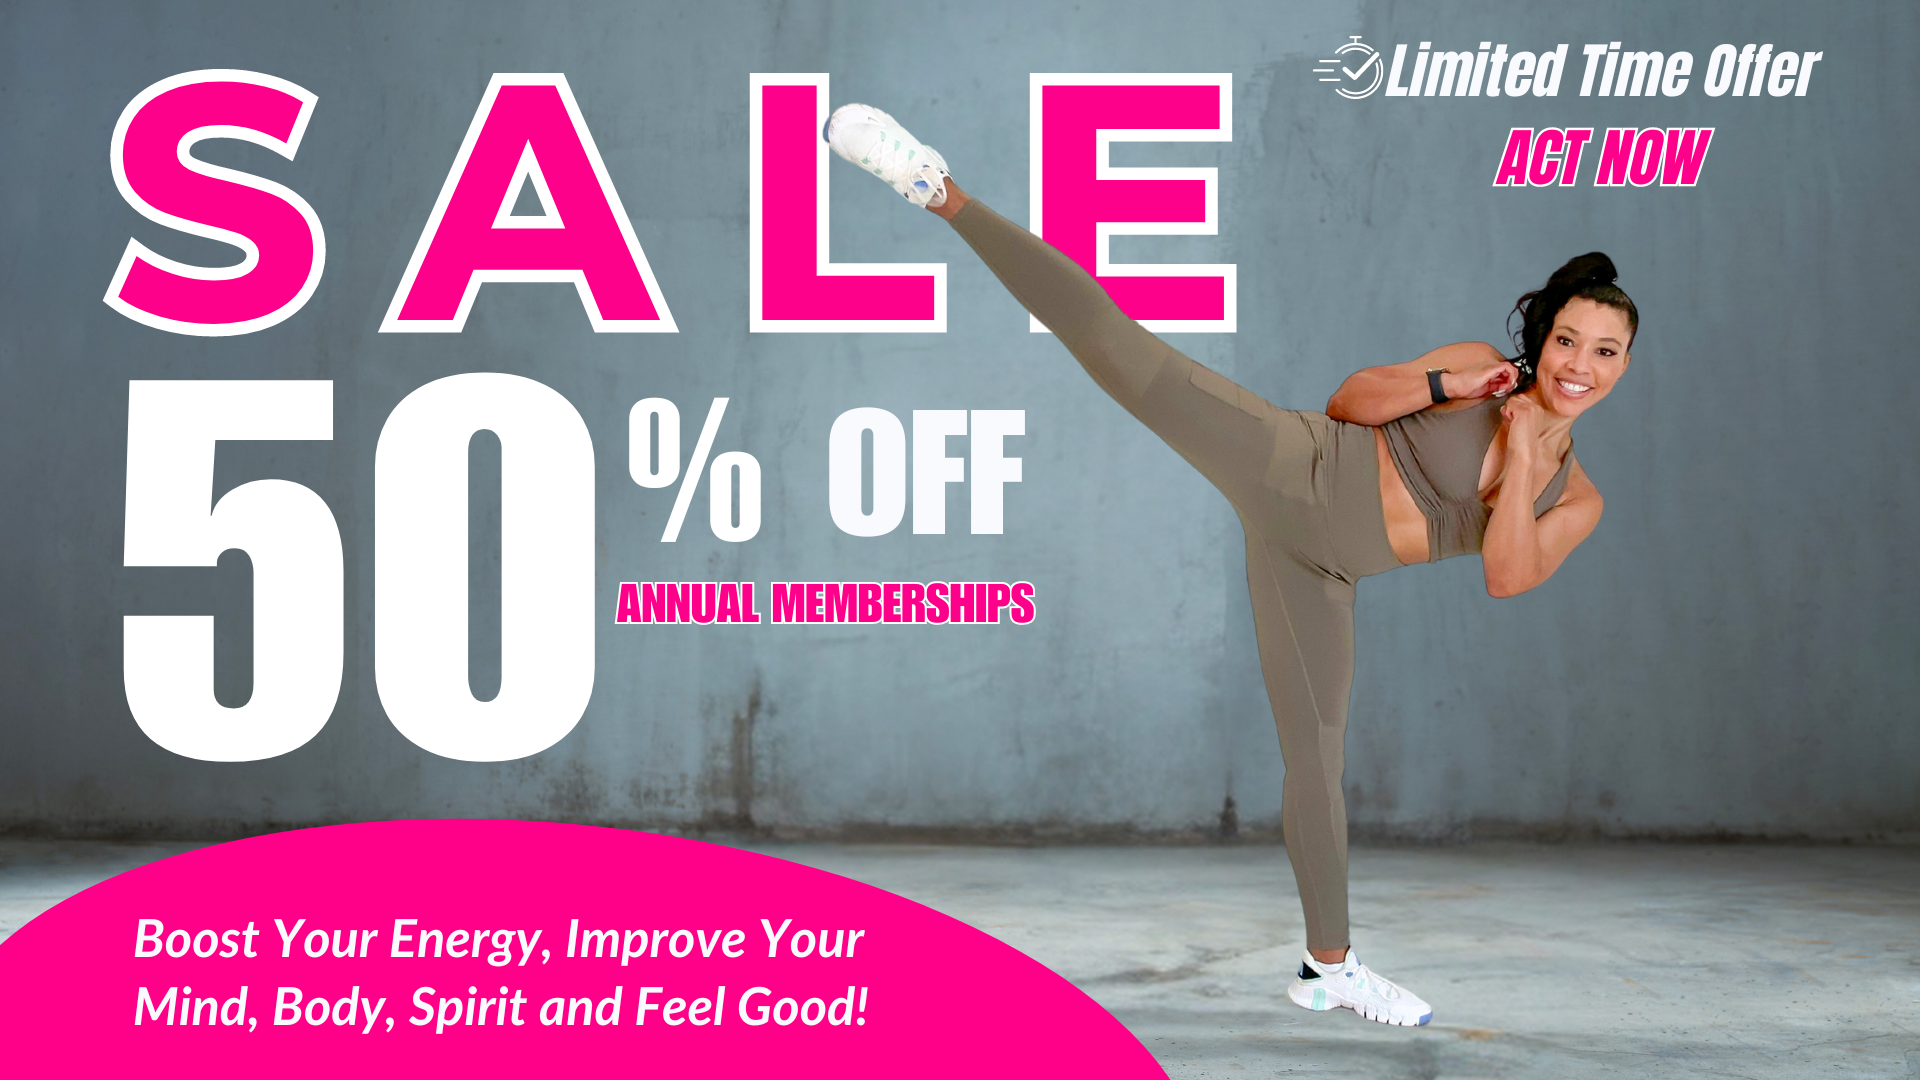 SALE
Limited Time Offer
ACT NOW
50% OFF
ANNUAL MEMBERSHIPS
Boost Your Energy, Improve Your
Mind, Body, Spirit and Feel Good!